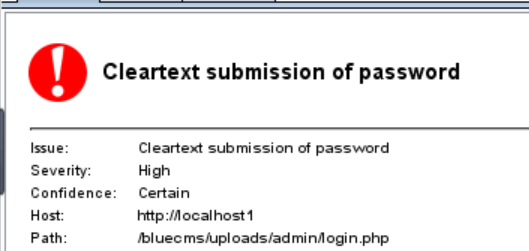 Cleartext submission of password
Issue: Cleartext submission of password
Severity: High
Confidence: Certain
Host: http://localhost1
Path: /bluecms/uploads/admin/login.php